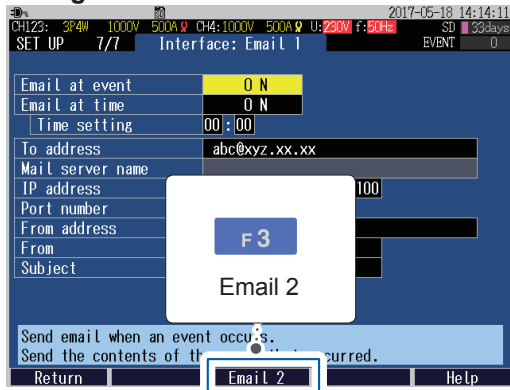 2017-05-18 14:14:11
CH123: 3P4W 1000V 500A CH4:1000V 500A U:230V f:50Hz SD 33days
SET UP 7/7 Interface: Email 1 EVENT 0
Email at event ON
Email at time ON
Time setting 00:00
To address abc@xyz.xx.xx
Mail server name
IP address 100
Port number
From address
From
Subject
F3
Email 2
Send email when an event occurs.
Send the contents of th curred.
Return Email 2 Help